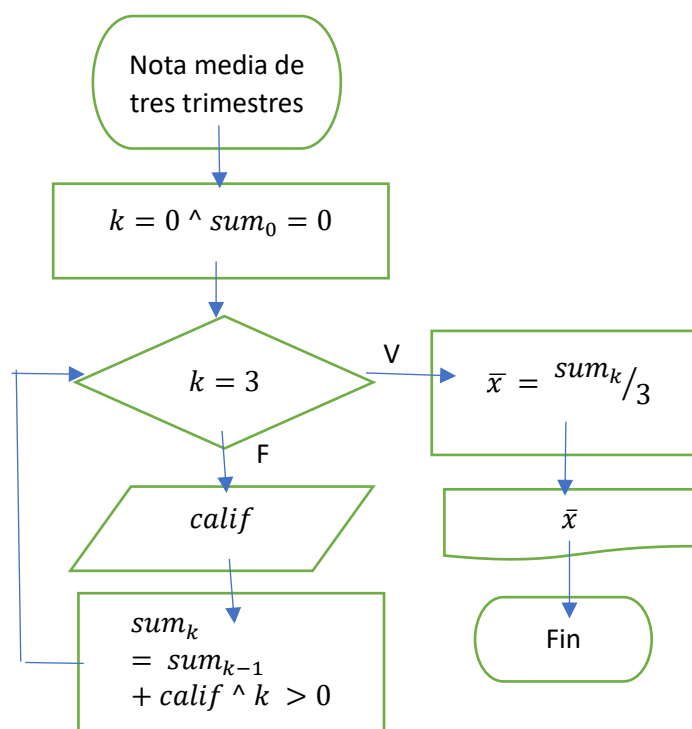 Nota media de
tres trimestres
k = 0 ^ sum₀ = 0
k = 3
V
x̄ = sumₖ/3
F
calif
x̄
sumₖ
= sumₖ₋₁
+ calif ^ k > 0
Fin